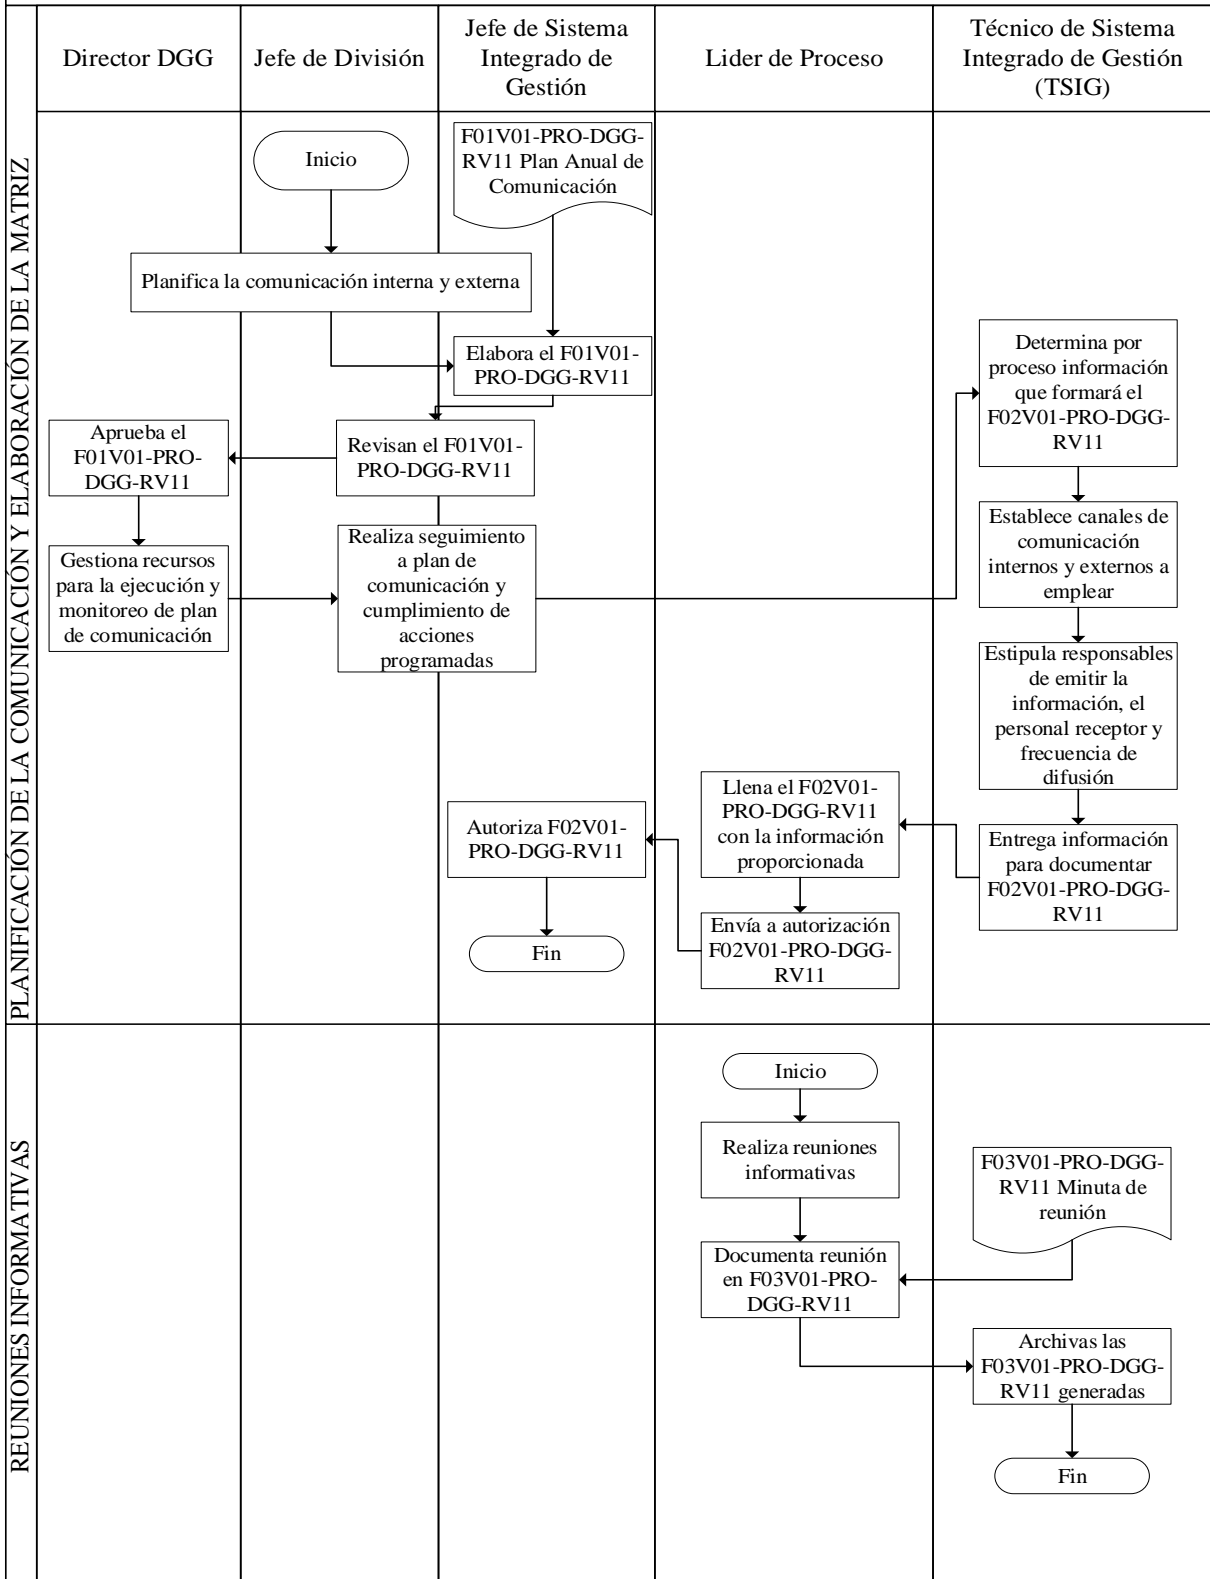 Director DGG
Jefe de División
Jefe de Sistema
Integrado de
Gestión
Lider de Proceso
Técnico de Sistema
Integrado de Gestión
(TSIG)
PLANIFICACIÓN DE LA COMUNICACIÓN Y ELABORACIÓN DE LA MATRIZ
Inicio
F01V01-PRO-DGG-
RV11 Plan Anual de
Comunicación
Planifica la comunicación interna y externa
Elabora el F01V01-
PRO-DGG-RV11
Revisan el F01V01-
PRO-DGG-RV11
Aprueba el
F01V01-PRO-
DGG-RV11
Gestiona recursos
para la ejecución y
monitoreo de plan
de comunicación
Realiza seguimiento
a plan de
comunicación y
cumplimiento de
acciones
programadas
Determina por
proceso información
que formará el
F02V01-PRO-DGG-
RV11
Establece canales de
comunicación
internos y externos a
emplear
Estipula responsables
de emitir la
información, el
personal receptor y
frecuencia de
difusión
Entrega información
para documentar
F02V01-PRO-DGG-
RV11
Llena el F02V01-
PRO-DGG-RV11
con la información
proporcionada
Envía a autorización
F02V01-PRO-DGG-
RV11
Autoriza F02V01-
PRO-DGG-RV11
Fin
REUNIONES INFORMATIVAS
Inicio
Realiza reuniones
informativas
F03V01-PRO-DGG-
RV11 Minuta de
reunión
Documenta reunión
en F03V01-PRO-
DGG-RV11
Archivas las
F03V01-PRO-DGG-
RV11 generadas
Fin